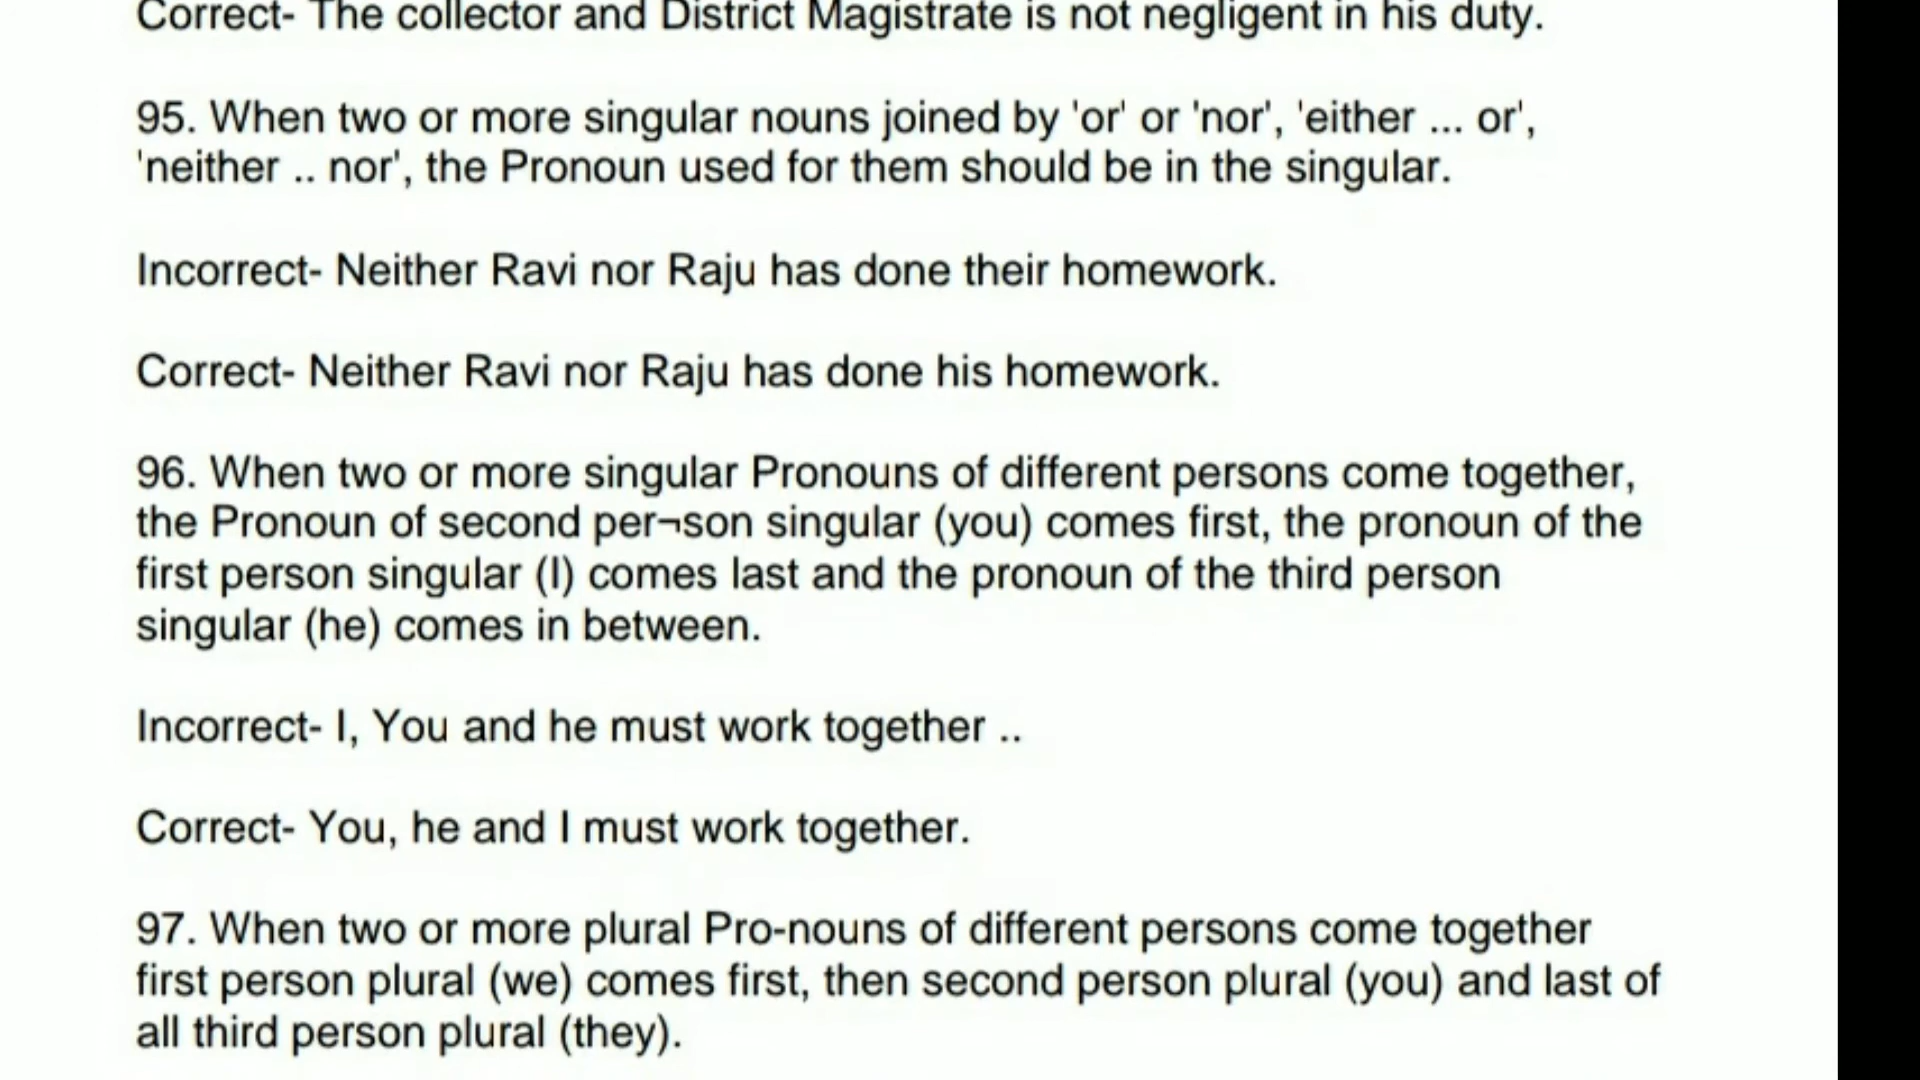 Correct- The collector and District Magistrate is not negligent in his duty.
95. When two or more singular nouns joined by 'or' or 'nor', 'either ... or',
'neither .. nor', the Pronoun used for them should be in the singular.
Incorrect- Neither Ravi nor Raju has done their homework.
Correct- Neither Ravi nor Raju has done his homework.
96. When two or more singular Pronouns of different persons come together,
the Pronoun of second per¬son singular (you) comes first, the pronoun of the
first person singular (I) comes last and the pronoun of the third person
singular (he) comes in between.
Incorrect- I, You and he must work together ..
Correct- You, he and I must work together.
97. When two or more plural Pro-nouns of different persons come together
first person plural (we) comes first, then second person plural (you) and last of
all third person plural (they).